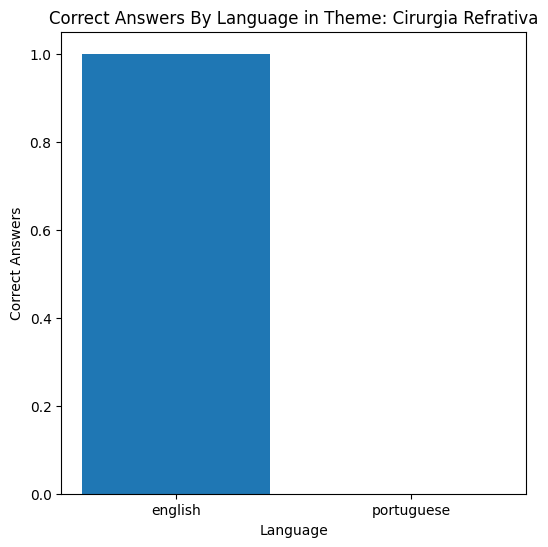 Correct Answers By Language in Theme: Cirurgia Refrativa
1.0
0.8
0.6
0.4
0.2
0.0
Correct Answers
english
portuguese
Language